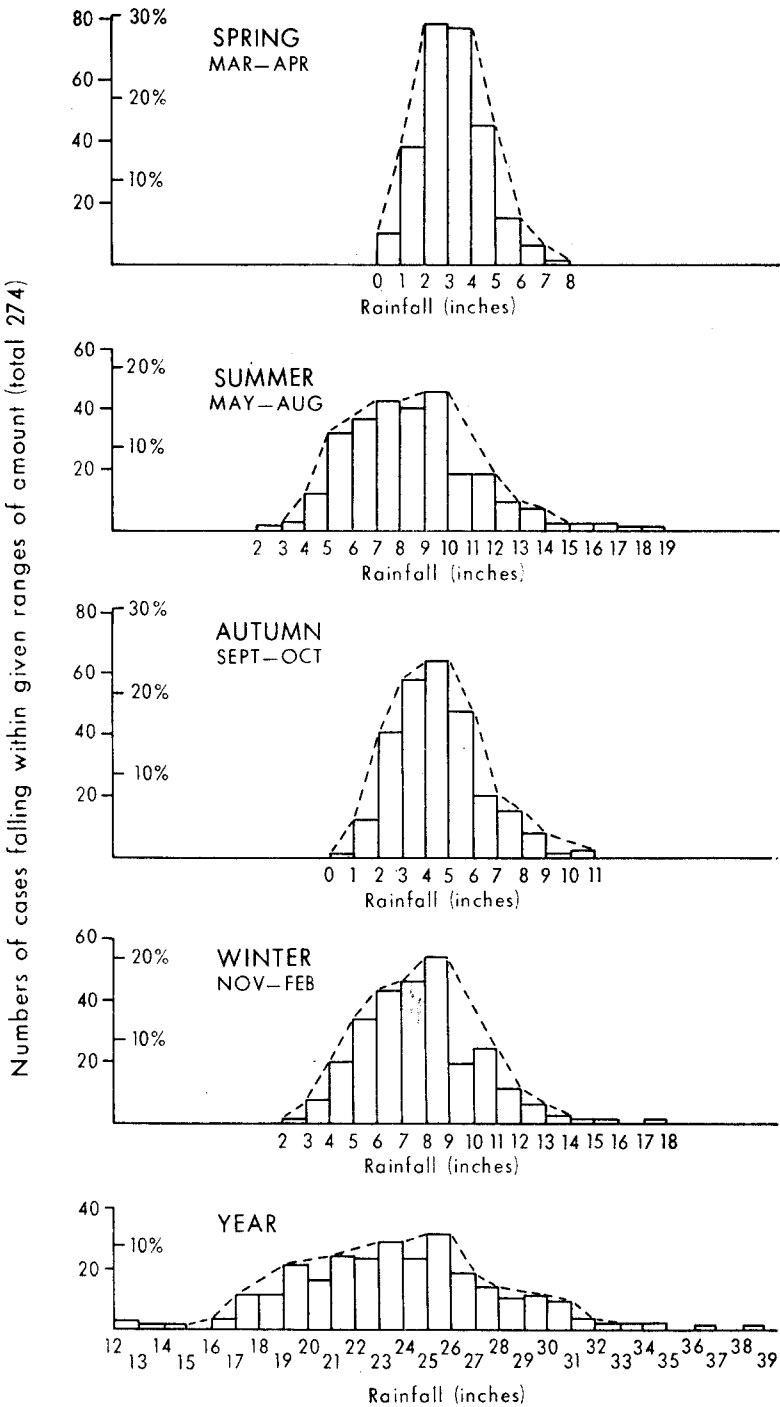 Numbers of cases falling within given ranges of amount (total 274)
SPRING
MAR–APR
80 30%
60
20%
40
10%
20
0 1 2 3 4 5 6 7 8
Rainfall (inches)
SUMMER
MAY–AUG
60
20%
40
10%
20
2 3 4 5 6 7 8 9 10 11 12 13 14 15 16 17 18 19
Rainfall (inches)
AUTUMN
SEPT–OCT
80 30%
60
20%
40
10%
20
0 1 2 3 4 5 6 7 8 9 10 11
Rainfall (inches)
WINTER
NOV–FEB
60
20%
40
10%
20
2 3 4 5 6 7 8 9 10 11 12 13 14 15 16 17 18
Rainfall (inches)
YEAR
40
10%
20
12 14 16 18 20 22 24 26 28 30 32 34 36 38
13 15 17 19 21 23 25 27 29 31 33 35 37 39
Rainfall (inches)